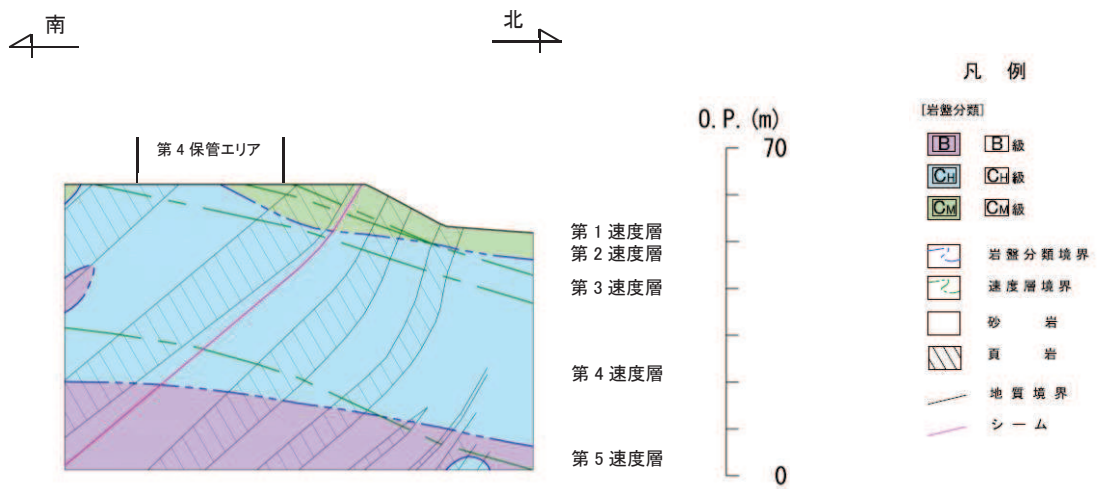 南
北
第4保管エリア
第1速度層
第2速度層
第3速度層
第4速度層
第5速度層
O.P.(m)
70
0
凡 例
[岩盤分類]
B B級
CH CH級
CM CM級
岩盤分類境界
速度層境界
砂 岩
頁 岩
地質境界
シーム